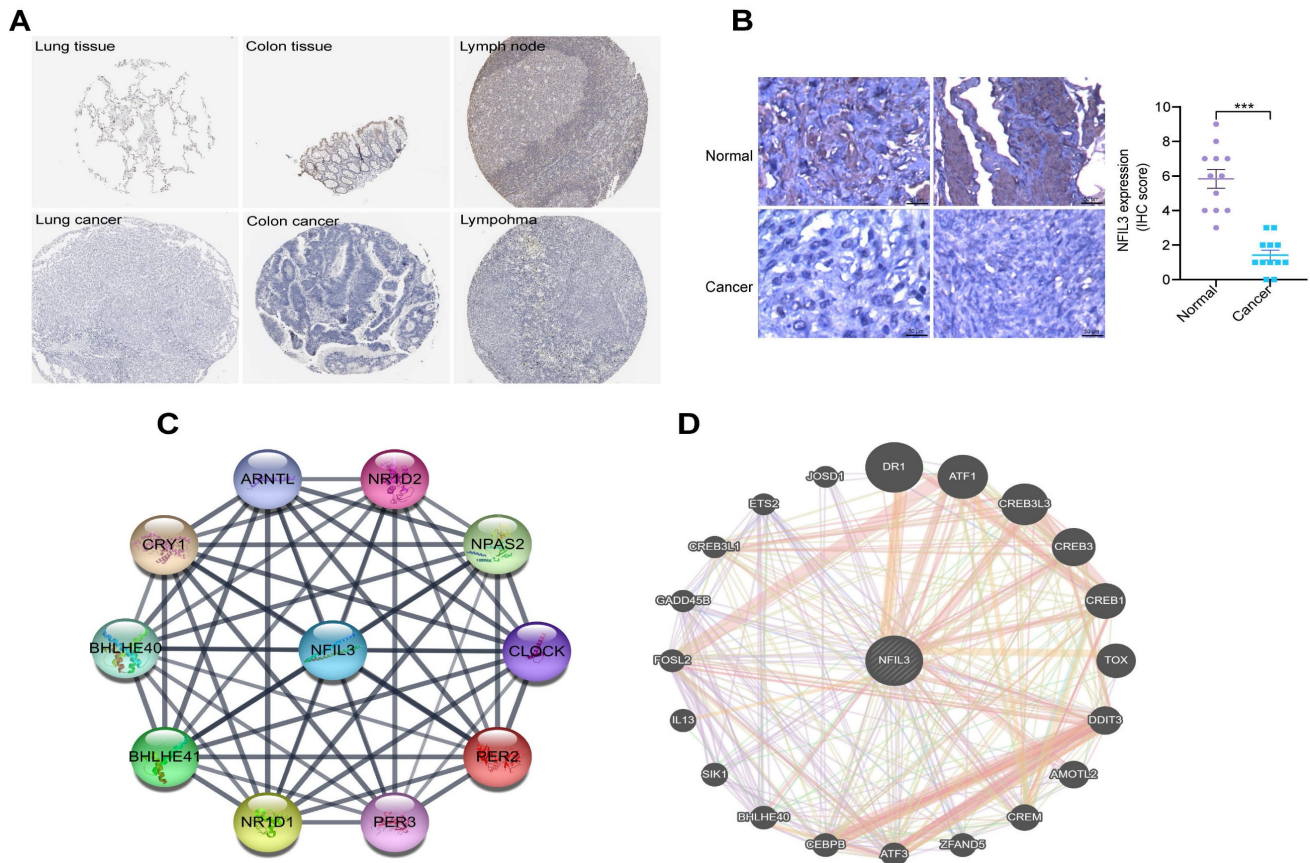 A
Lung tissue
Colon tissue
Lymph node
Lung cancer
Colon cancer
Lympohma
B
Normal
Cancer
50 μm
NFIL3 expression
(IHC score)
10
8
6
4
2
0
***
Normal
Cancer
C
ARNTL
NR1D2
CRY1
NPAS2
BHLHE40
NFIL3
CLOCK
BHLHE41
PER2
NR1D1
PER3
D
DR1
JOSD1
ATF1
ETS2
CREB3L3
CREB3L1
CREB3
GADD45B
CREB1
FOSL2
NFIL3
TOX
IL13
DDIT3
SIK1
AMOTL2
BHLHE40
CREM
CEBPB
ATF3
ZFAND5